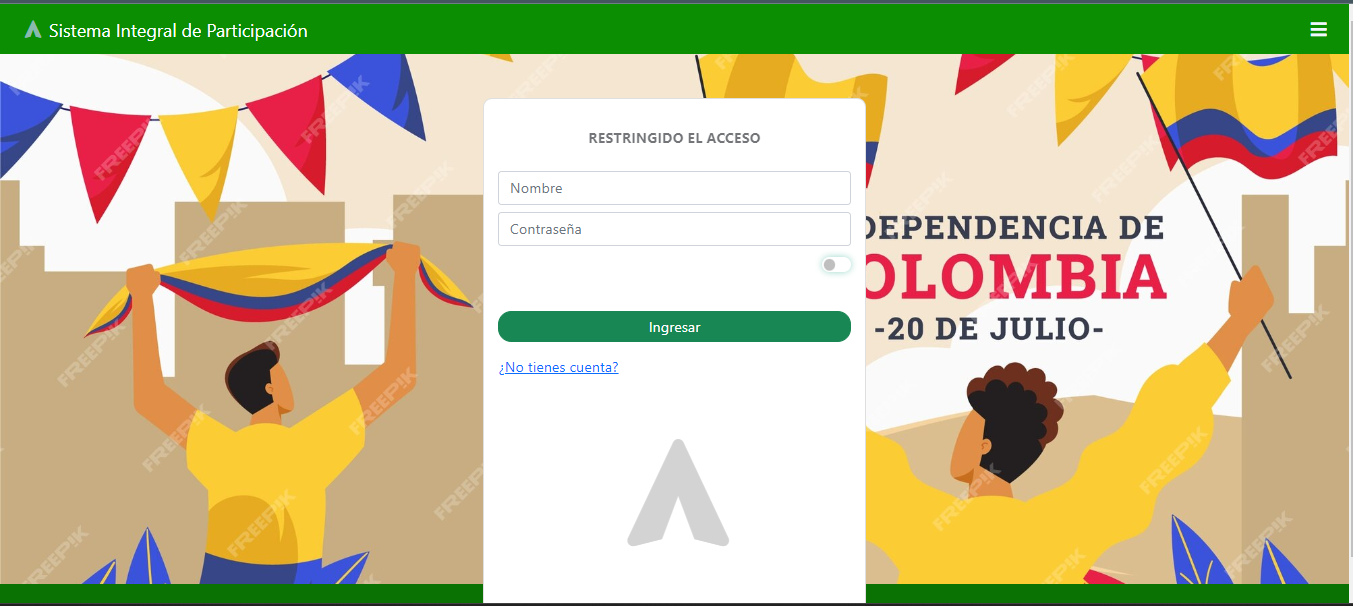 Sistema Integral de Participación
RESTRINGIDO EL ACCESO
Nombre
Contraseña
Ingresar
¿No tienes cuenta?
DEPENDENCIA DE
OLOMBIA
-20 DE JULIO-
FREEPIK